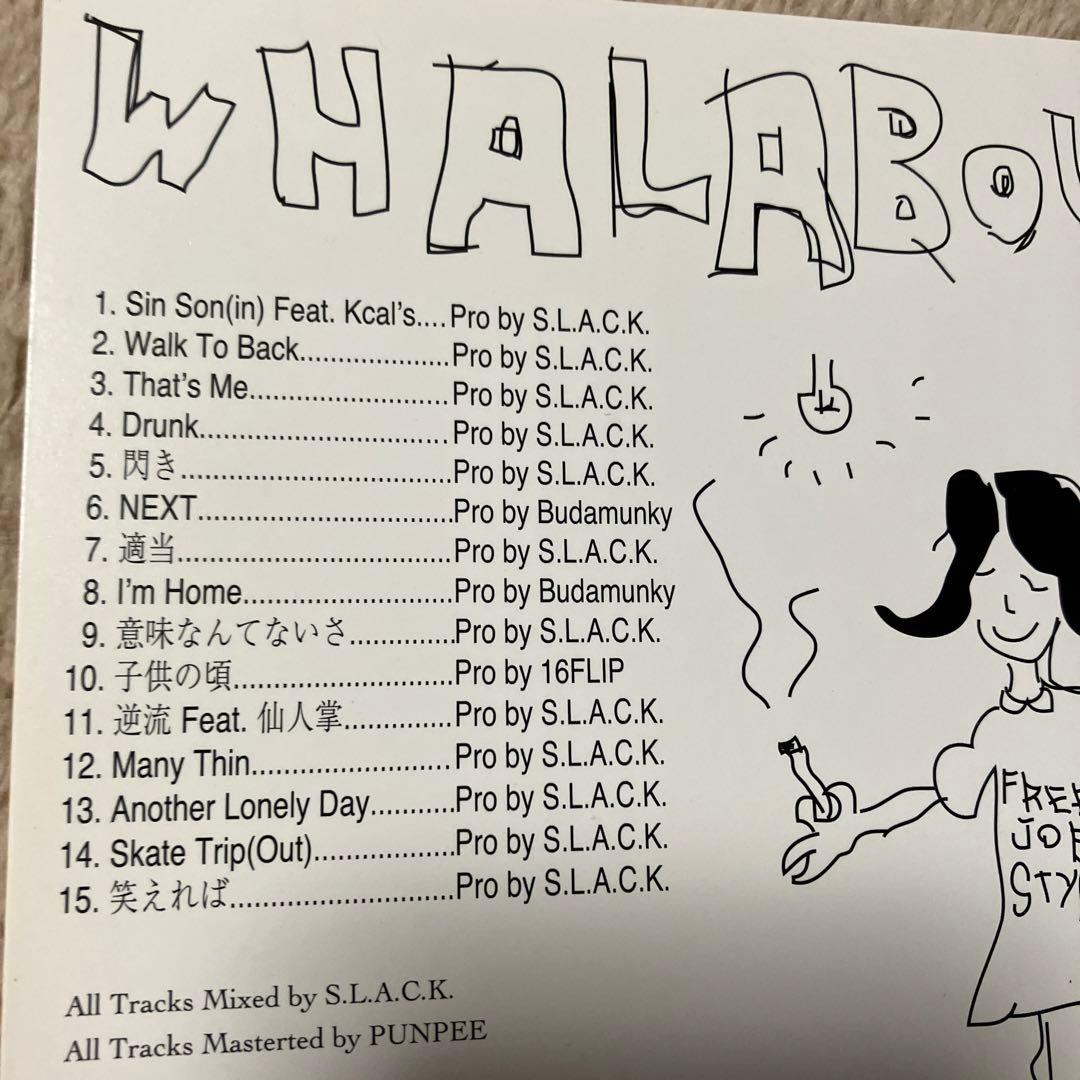 WHALABOU
1. Sin Son(in) Feat. Kcal's....Pro by S.L.A.C.K.
2. Walk To Back....................Pro by S.L.A.C.K.
3. That's Me...........................Pro by S.L.A.C.K.
4. Drunk.................................Pro by S.L.A.C.K.
5. 閃き....................................Pro by S.L.A.C.K.
6. NEXT..................................Pro by Budamunky
7. 適当.....................................Pro by S.L.A.C.K.
8. I'm Home............................Pro by Budamunky
9. 意味なんてないさ..............Pro by S.L.A.C.K.
10. 子供の頃.............................Pro by 16FLIP
11. 逆流 Feat. 仙人掌..............Pro by S.L.A.C.K.
12. Many Thin..........................Pro by S.L.A.C.K.
13. Another Lonely Day...........Pro by S.L.A.C.K.
14. Skate Trip(Out)...................Pro by S.L.A.C.K.
15. 笑えれば..............................Pro by S.L.A.C.K.
FREE
JOB
STY
All Tracks Mixed by S.L.A.C.K.
All Tracks Masterted by PUNPEE